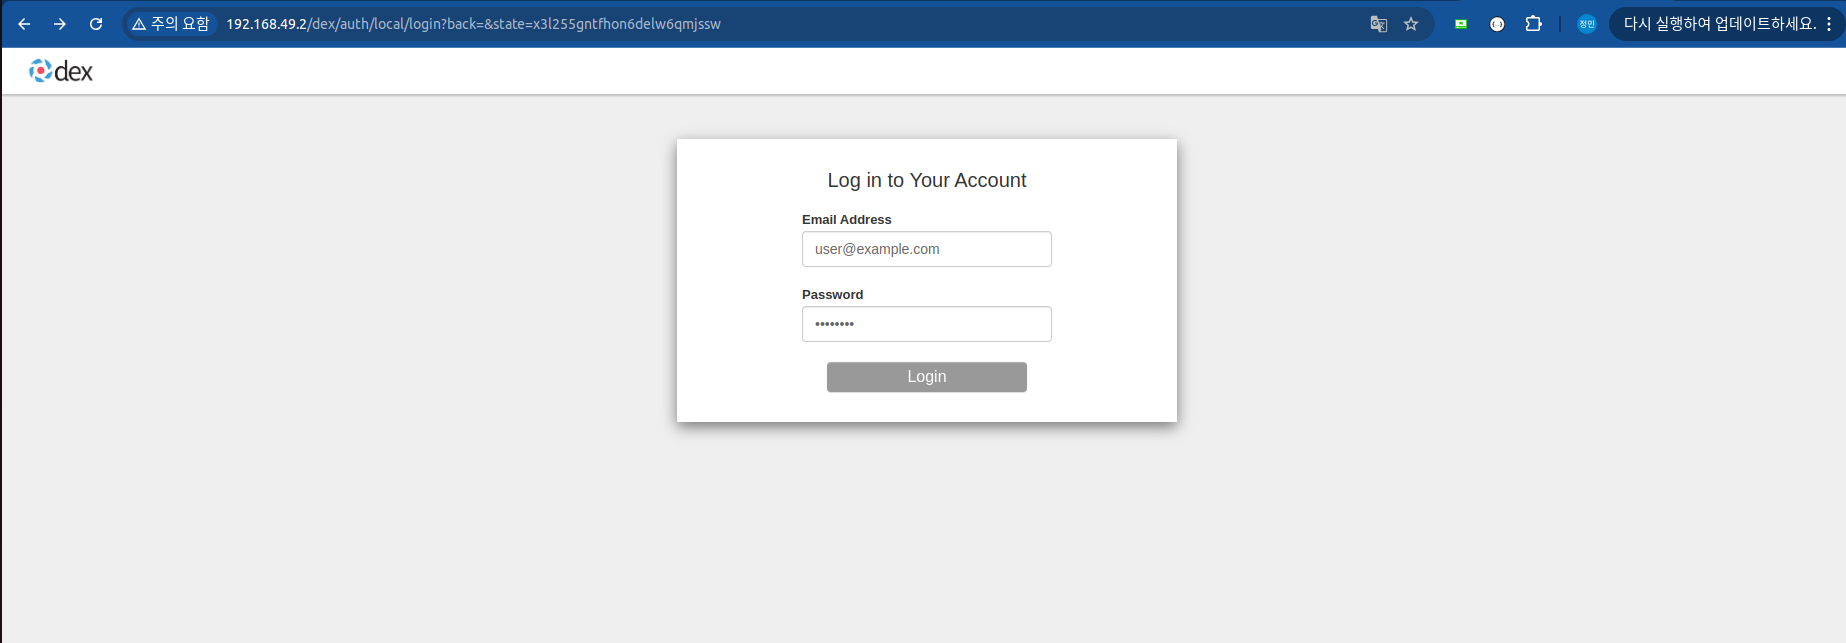 주의 요함 192.168.49.2/dex/auth/local/login?back=&state=x3l255gntfhon6delw6qmjssw 정민 다시 실행하여 업데이트하세요.
dex
Log in to Your Account
Email Address
user@example.com
Password
••••••••
Login